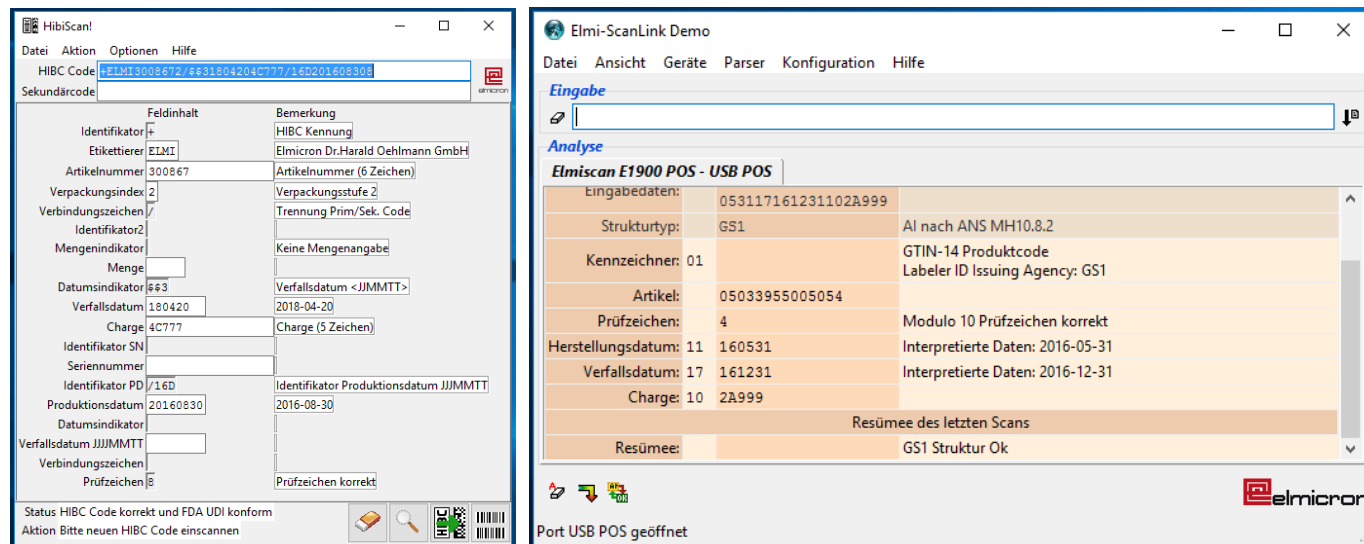 HibiScan!
Datei Aktion Optionen Hilfe
HIBC Code +ELMI3008672/$$31804204C777/16D201608308
Sekundärcode
elmicron
Feldinhalt Bemerkung
Identifikator + HIBC Kennung
Etikettierer ELMI Elmicron Dr.Harald Oehlmann GmbH
Artikelnummer 300867 Artikelnummer (6 Zeichen)
Verpackungsindex 2 Verpackungsstufe 2
Verbindungszeichen / Trennung Prim/Sek. Code
Identifikator2
Mengenindikator Keine Mengenangabe
Menge
Datumsindikator $$3 Verfallsdatum <JJMMTT>
Verfallsdatum 180420 2018-04-20
Charge 4C777 Charge (5 Zeichen)
Identifikator SN
Seriennummer
Identifikator PD /16D Identifikator Produktionsdatum JJJMMTT
Produktionsdatum 20160830 2016-08-30
Datumsindikator
Verfallsdatum JJJJMMTT
Verbindungszeichen
Prüfzeichen 8 Prüfzeichen korrekt
Status HIBC Code korrekt und FDA UDI konform
Aktion Bitte neuen HIBC Code einscannen
Elmi-ScanLink Demo
Datei Ansicht Geräte Parser Konfiguration Hilfe
Eingabe
Analyse
Elmiscan E1900 POS - USB POS
Eingabedaten: 053117161231102A999
Strukturtyp: GS1 AI nach ANS MH10.8.2
Kennzeichner: 01 GTIN-14 Produktcode
Labeler ID Issuing Agency: GS1
Artikel: 05033955005054
Prüfzeichen: 4 Modulo 10 Prüfzeichen korrekt
Herstellungsdatum: 11 160531 Interpretierte Daten: 2016-05-31
Verfallsdatum: 17 161231 Interpretierte Daten: 2016-12-31
Charge: 10 2A999
Resümee des letzten Scans
Resümee: GS1 Struktur Ok
elmicron
Port USB POS geöffnet